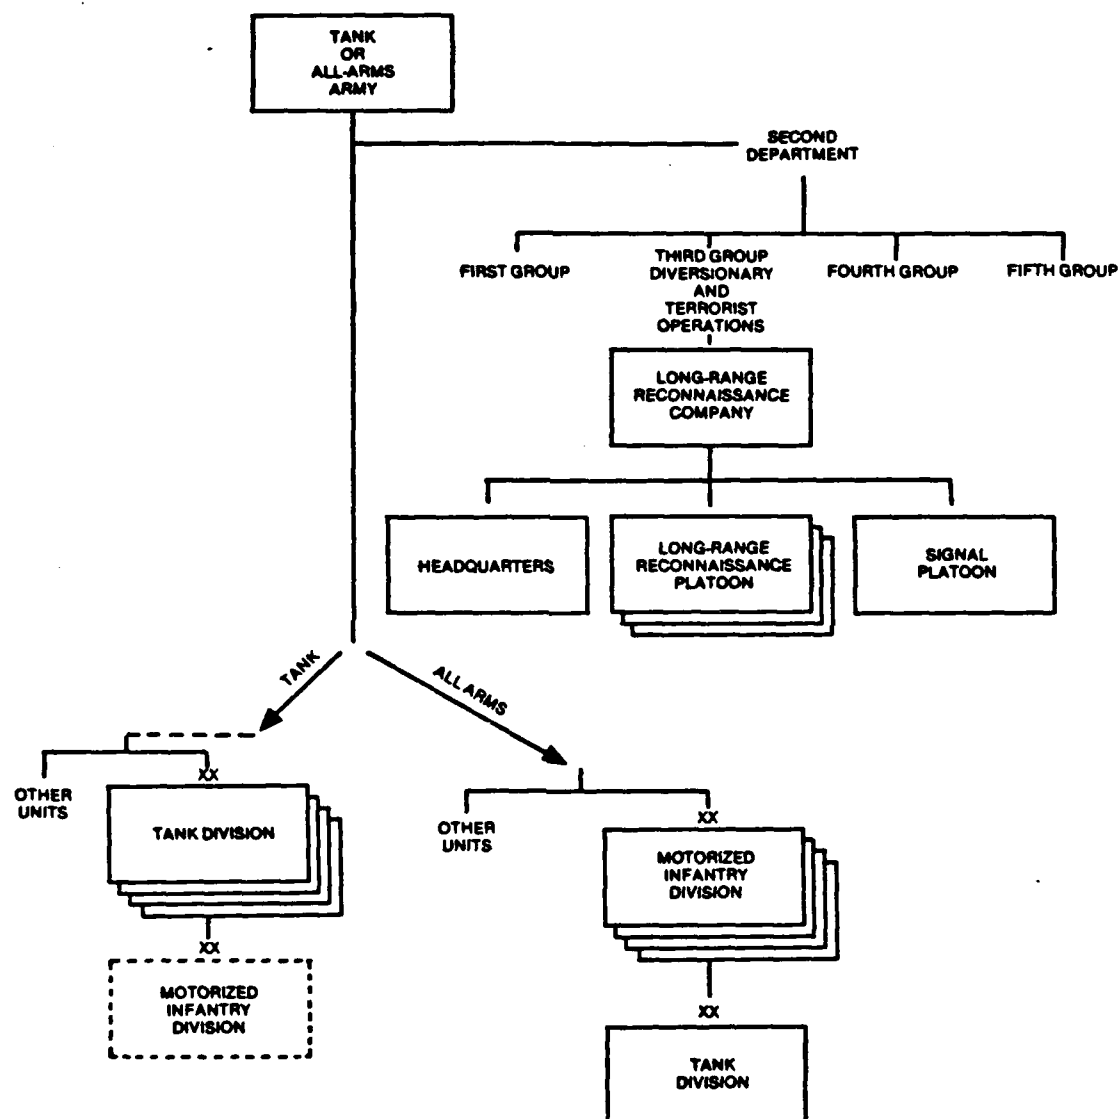 TANK
OR
ALL-ARMS
ARMY
SECOND
DEPARTMENT
FIRST GROUP
THIRD GROUP
DIVERSIONARY
AND
TERRORIST
OPERATIONS
FOURTH GROUP
FIFTH GROUP
LONG-RANGE
RECONNAISSANCE
COMPANY
HEADQUARTERS
LONG-RANGE
RECONNAISSANCE
PLATOON
SIGNAL
PLATOON
TANK
ALL ARMS
OTHER
UNITS
XX
TANK DIVISION
XX
MOTORIZED
INFANTRY
DIVISION
OTHER
UNITS
XX
MOTORIZED
INFANTRY
DIVISION
XX
TANK
DIVISION